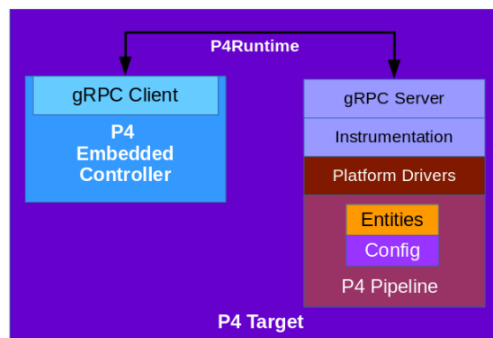 P4Runtime
gRPC Client
P4
Embedded
Controller
gRPC Server
Instrumentation
Platform Drivers
Entities
Config
P4 Pipeline
P4 Target